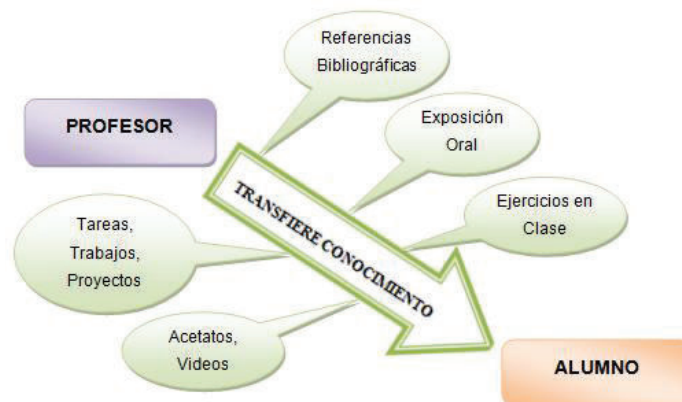 Referencias
Bibliográficas
PROFESOR
Exposición
Oral
TRANSFIERE CONOCIMIENTO
Ejercicios en
Clase
Tareas,
Trabajos,
Proyectos
Acetatos,
Videos
ALUMNO